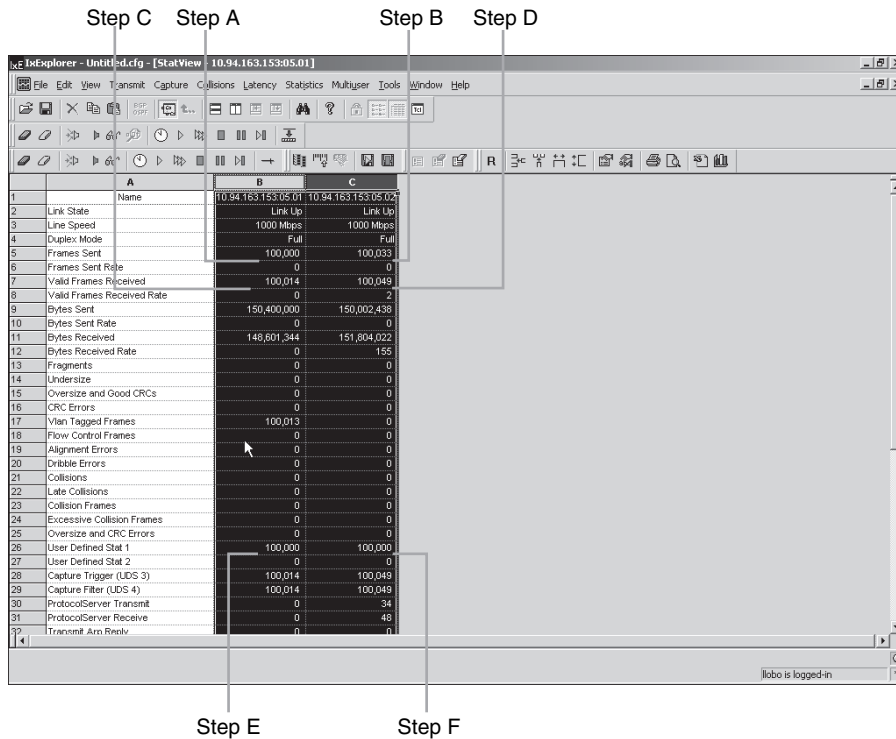 Step C Step A Step B Step D
IxExplorer - Untitled.cfg - [StatView - 10.94.163.153:05.01]
File Edit View Transmit Capture Collisions Latency Statistics Multiuser Tools Window Help
A B C
1 Name 10.94.163.153:05.01 10.94.163.153:05.02
2 Link State Link Up Link Up
3 Line Speed 1000 Mbps 1000 Mbps
4 Duplex Mode Full Full
5 Frames Sent 100,000 100,033
6 Frames Sent Rate 0 0
7 Valid Frames Received 100,014 100,049
8 Valid Frames Received Rate 0 2
9 Bytes Sent 150,400,000 150,002,438
10 Bytes Sent Rate 0 0
11 Bytes Received 148,601,344 151,804,022
12 Bytes Received Rate 0 155
13 Fragments 0 0
14 Undersize 0 0
15 Oversize and Good CRCs 0 0
16 CRC Errors 0 0
17 Vlan Tagged Frames 100,013 0
18 Flow Control Frames 0 0
19 Alignment Errors 0 0
20 Dribble Errors 0 0
21 Collisions 0 0
22 Late Collisions 0 0
23 Collision Frames 0 0
24 Excessive Collision Frames 0 0
25 Oversize and CRC Errors 0 0
26 User Defined Stat 1 100,000 100,000
27 User Defined Stat 2 0 0
28 Capture Trigger (UDS 3) 100,014 100,049
29 Capture Filter (UDS 4) 100,014 100,049
30 ProtocolServer Transmit 0 34
31 ProtocolServer Receive 0 48
32 Transmit Arp Reply 0 0
llobo is logged-in
Step E Step F